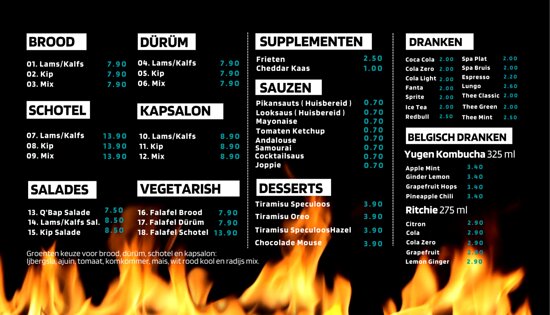 BROOD
01. Lams/Kalfs 7.90
02. Kip 7.90
03. Mix 7.90
SCHOTEL
07. Lams/Kalfs 13.90
08. Kip 13.90
09. Mix 13.90
SALADES
13. Q'Bap Salade 7.50
14. Lams/Kalfs Sal. 8.50
15. Kip Salade 8.50
DÜRÜM
04. Lams/Kalfs 7.90
05. Kip 7.90
06. Mix 7.90
KAPSALON
10. Lams/Kalfs 8.90
11. Kip 8.90
12. Mix 8.90
VEGETARISH
16. Falafel Brood 7.90
17. Falafel Dürüm 7.90
18. Falafel Schotel 13.90
Groenten keuze voor brood, dürüm, schotel en kapsalon:
Ijbergsla, ajuin, tomaat, komkommer, mais, wit rood kool en radijs mix.
SUPPLEMENTEN
Frieten 2.50
Cheddar Kaas 1.00
SAUZEN
Pikansauts ( Huisbereid ) 0.70
Looksaus ( Huisbereid ) 0.70
Mayonaise 0.70
Tomaten Ketchup 0.70
Andalouse 0.70
Samourai 0.70
Cocktailsaus 0.70
Joppie 0.70
DESSERTS
Tiramisu Speculoos 3.90
Tiramisu Oreo 3.90
Tiramisu SpeculoosHazel 3.90
Chocolade Mouse 3.90
DRANKEN
Coca Cola 2.00
Cola Zero 2.00
Cola Light 2.00
Fanta 2.00
Sprite 2.00
Ice Tea 2.00
Redbull 2.50
Spa Plat 2.00
Spa Bruis 2.00
Espresso 2.20
Lungo 2.60
Thee Classic 2.00
Thee Green 2.00
Thee Mint 2.50
BELGISCH DRANKEN
Yugen Kombucha 325 ml
Apple Mint 3.40
Ginder Lemon 3.40
Grapefruit Hops 3.40
Pineapple Chill 3.40
Ritchie 275 ml
Citron 2.90
Cola 2.90
Cola Zero 2.90
Grapefruit 2.90
Lemon Ginger 2.90